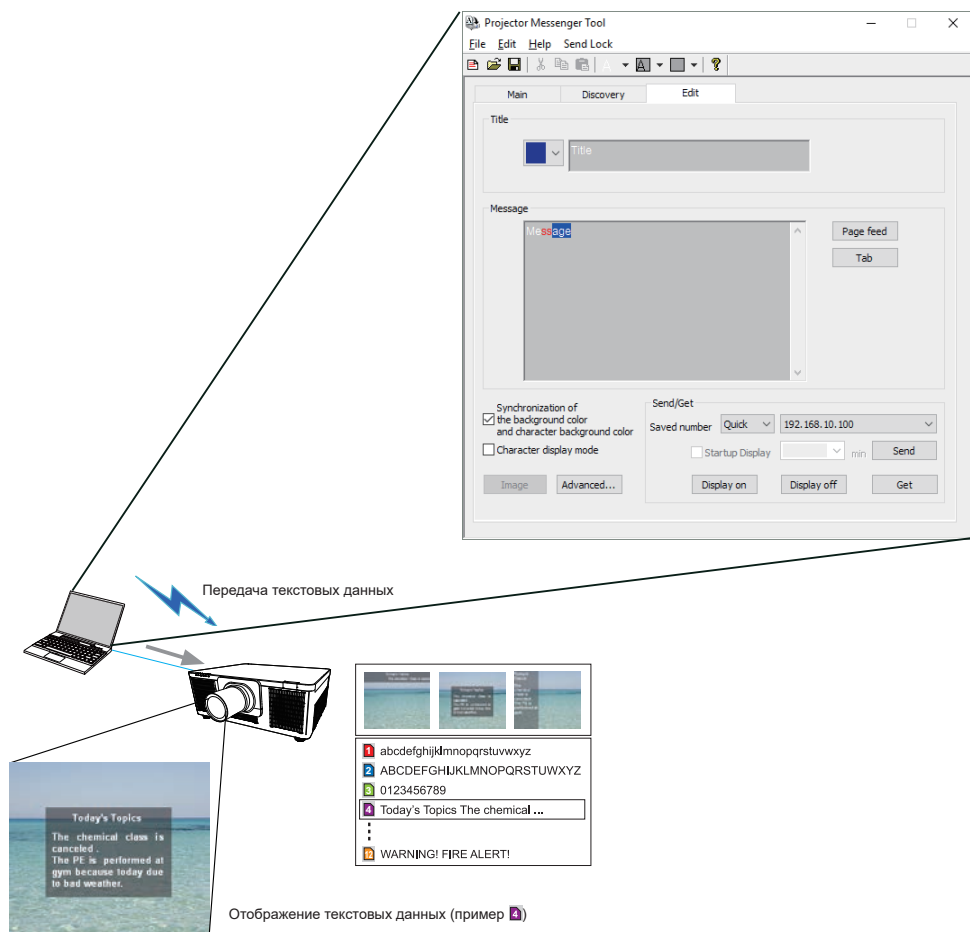 Projector Messenger Tool
File Edit Help Send Lock
Main Discovery Edit
Title
Title
Message
Message
Page feed
Tab
Synchronization of
the background color
and character background color
Character display mode
Image Advanced...
Send/Get
Saved number Quick 192.168.10.100
Startup Display min Send
Display on Display off Get
Передача текстовых данных
1 abcdefghijklmnopqrstuvwxyz
2 ABCDEFGHIJKLMNOPQRSTUWXYZ
3 0123456789
4 Today's Topics The chemical ...
12 WARNING! FIRE ALERT!
Today's Topics
The chemical class is
canceled .
The PE is performed at
gym because today due
to bad weather.
Отображение текстовых данных (пример 4)